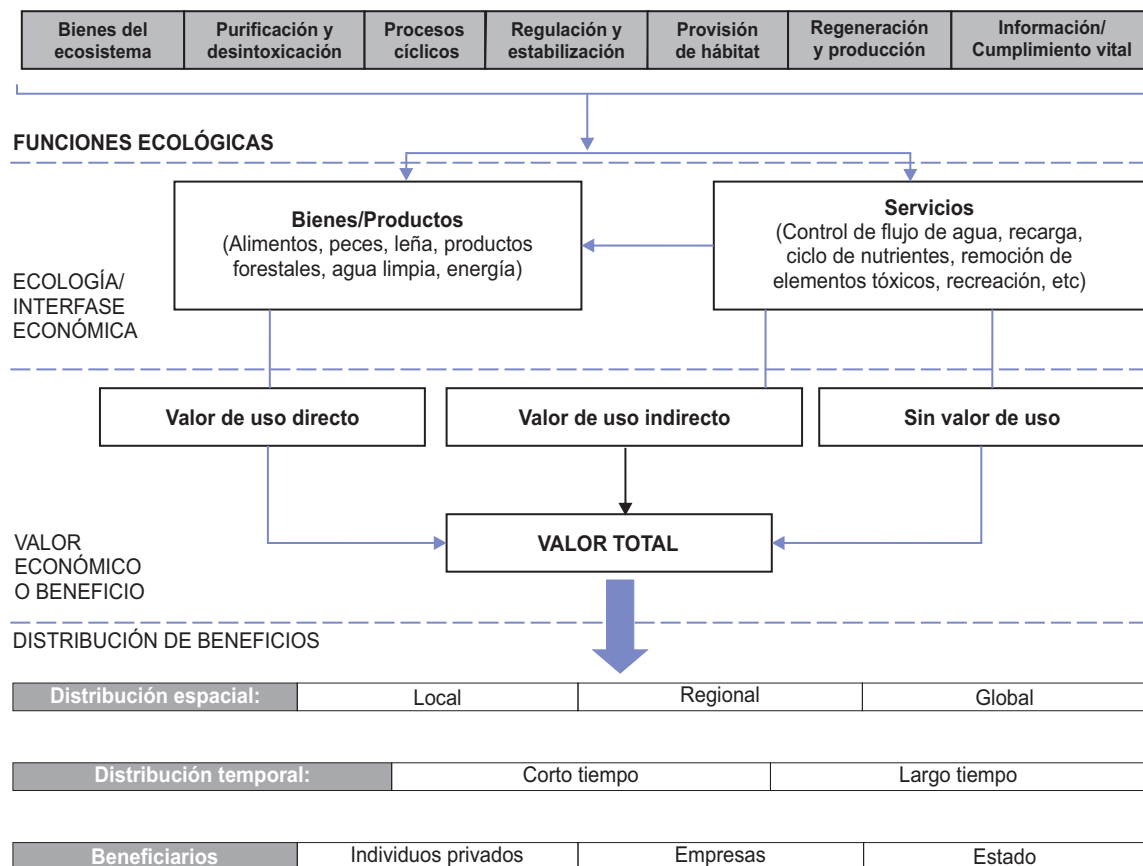 Bienes del
ecosistema
Purificación y
desintoxicación
Procesos
cíclicos
Regulación y
estabilización
Provisión
de hábitat
Regeneración
y producción
Información/
Cumplimiento vital
FUNCIONES ECOLÓGICAS
Bienes/Productos
(Alimentos, peces, leña, productos
forestales, agua limpia, energía)
Servicios
(Control de flujo de agua, recarga,
ciclo de nutrientes, remoción de
elementos tóxicos, recreación, etc)
ECOLOGÍA/
INTERFASE
ECONÓMICA
Valor de uso directo
Valor de uso indirecto
Sin valor de uso
VALOR TOTAL
VALOR
ECONÓMICO
O BENEFICIO
DISTRIBUCIÓN DE BENEFICIOS
Distribución espacial:
Local
Regional
Global
Distribución temporal:
Corto tiempo
Largo tiempo
Beneficiarios
Individuos privados
Empresas
Estado